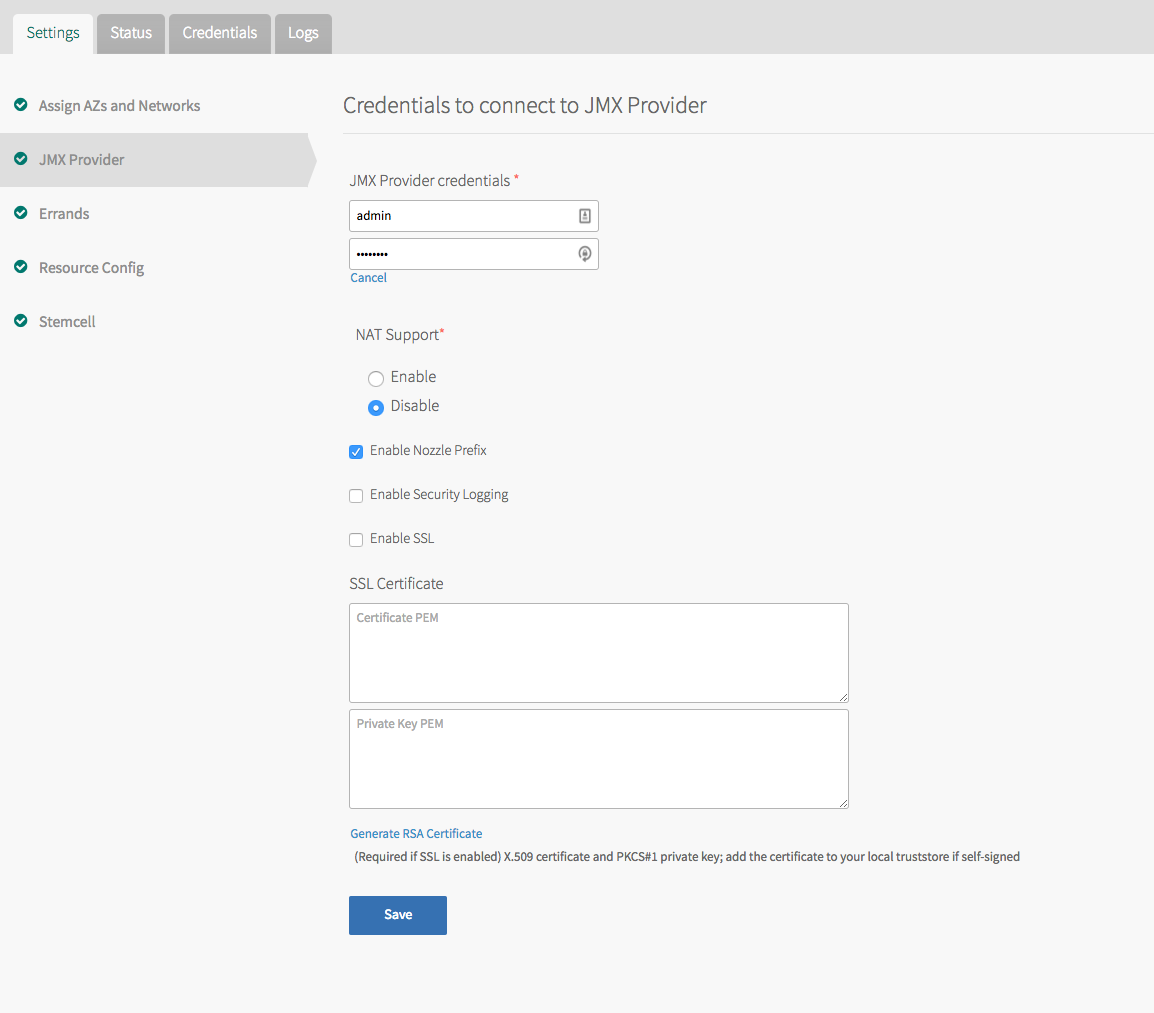 Settings
Status
Credentials
Logs
Assign AZs and Networks
JMX Provider
Errands
Resource Config
Stemcell
Credentials to connect to JMX Provider
JMX Provider credentials *
admin
••••••••
Cancel
NAT Support*
Enable
Disable
Enable Nozzle Prefix
Enable Security Logging
Enable SSL
SSL Certificate
Certificate PEM
Private Key PEM
Generate RSA Certificate
(Required if SSL is enabled) X.509 certificate and PKCS#1 private key; add the certificate to your local truststore if self-signed
Save